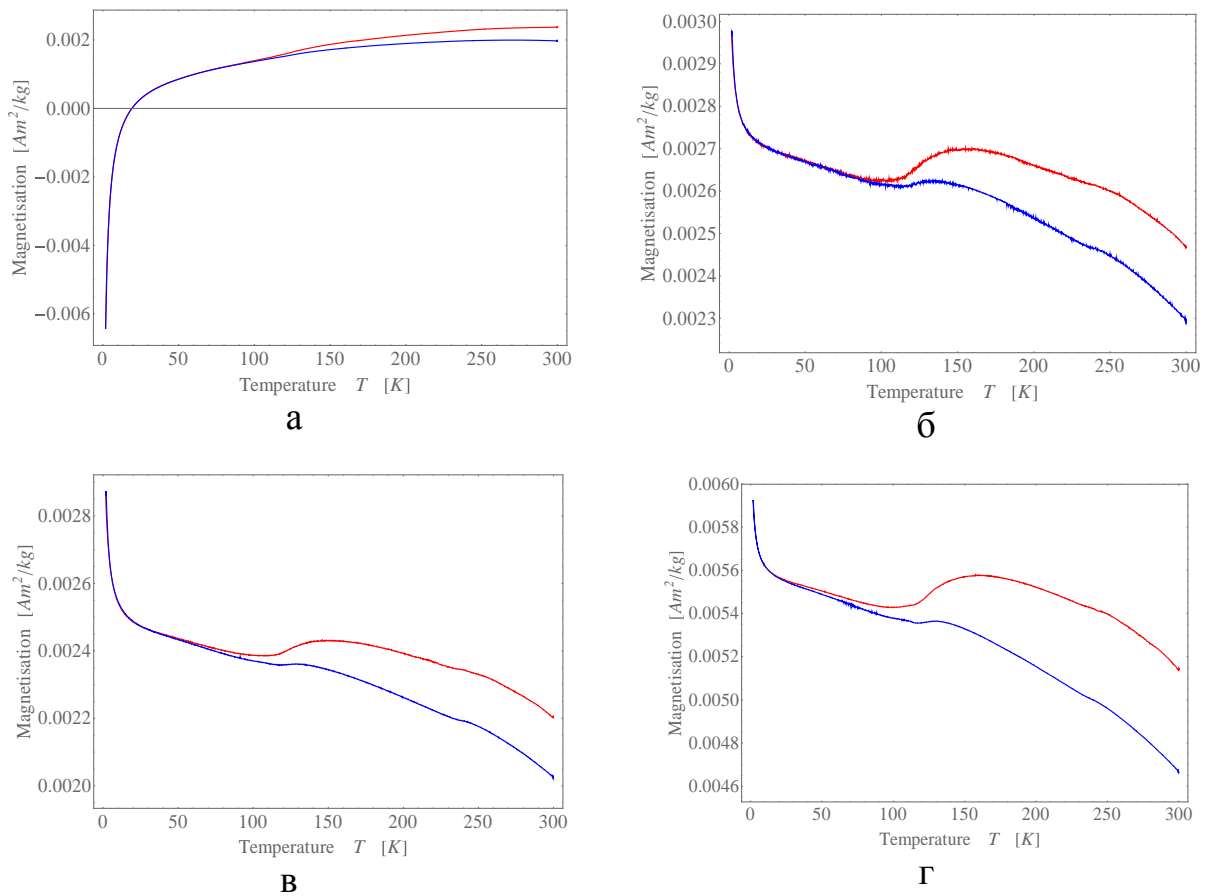 Magnetisation [Am²/kg]
0.002
0.000
−0.002
−0.004
−0.006
0 50 100 150 200 250 300
Temperature T [K]
а
Magnetisation [Am²/kg]
0.0030
0.0029
0.0028
0.0027
0.0026
0.0025
0.0024
0.0023
0 50 100 150 200 250 300
Temperature T [K]
б
Magnetisation [Am²/kg]
0.0028
0.0026
0.0024
0.0022
0.0020
0 50 100 150 200 250 300
Temperature T [K]
в
Magnetisation [Am²/kg]
0.0060
0.0058
0.0056
0.0054
0.0052
0.0050
0.0048
0.0046
0 50 100 150 200 250 300
Temperature T [K]
г